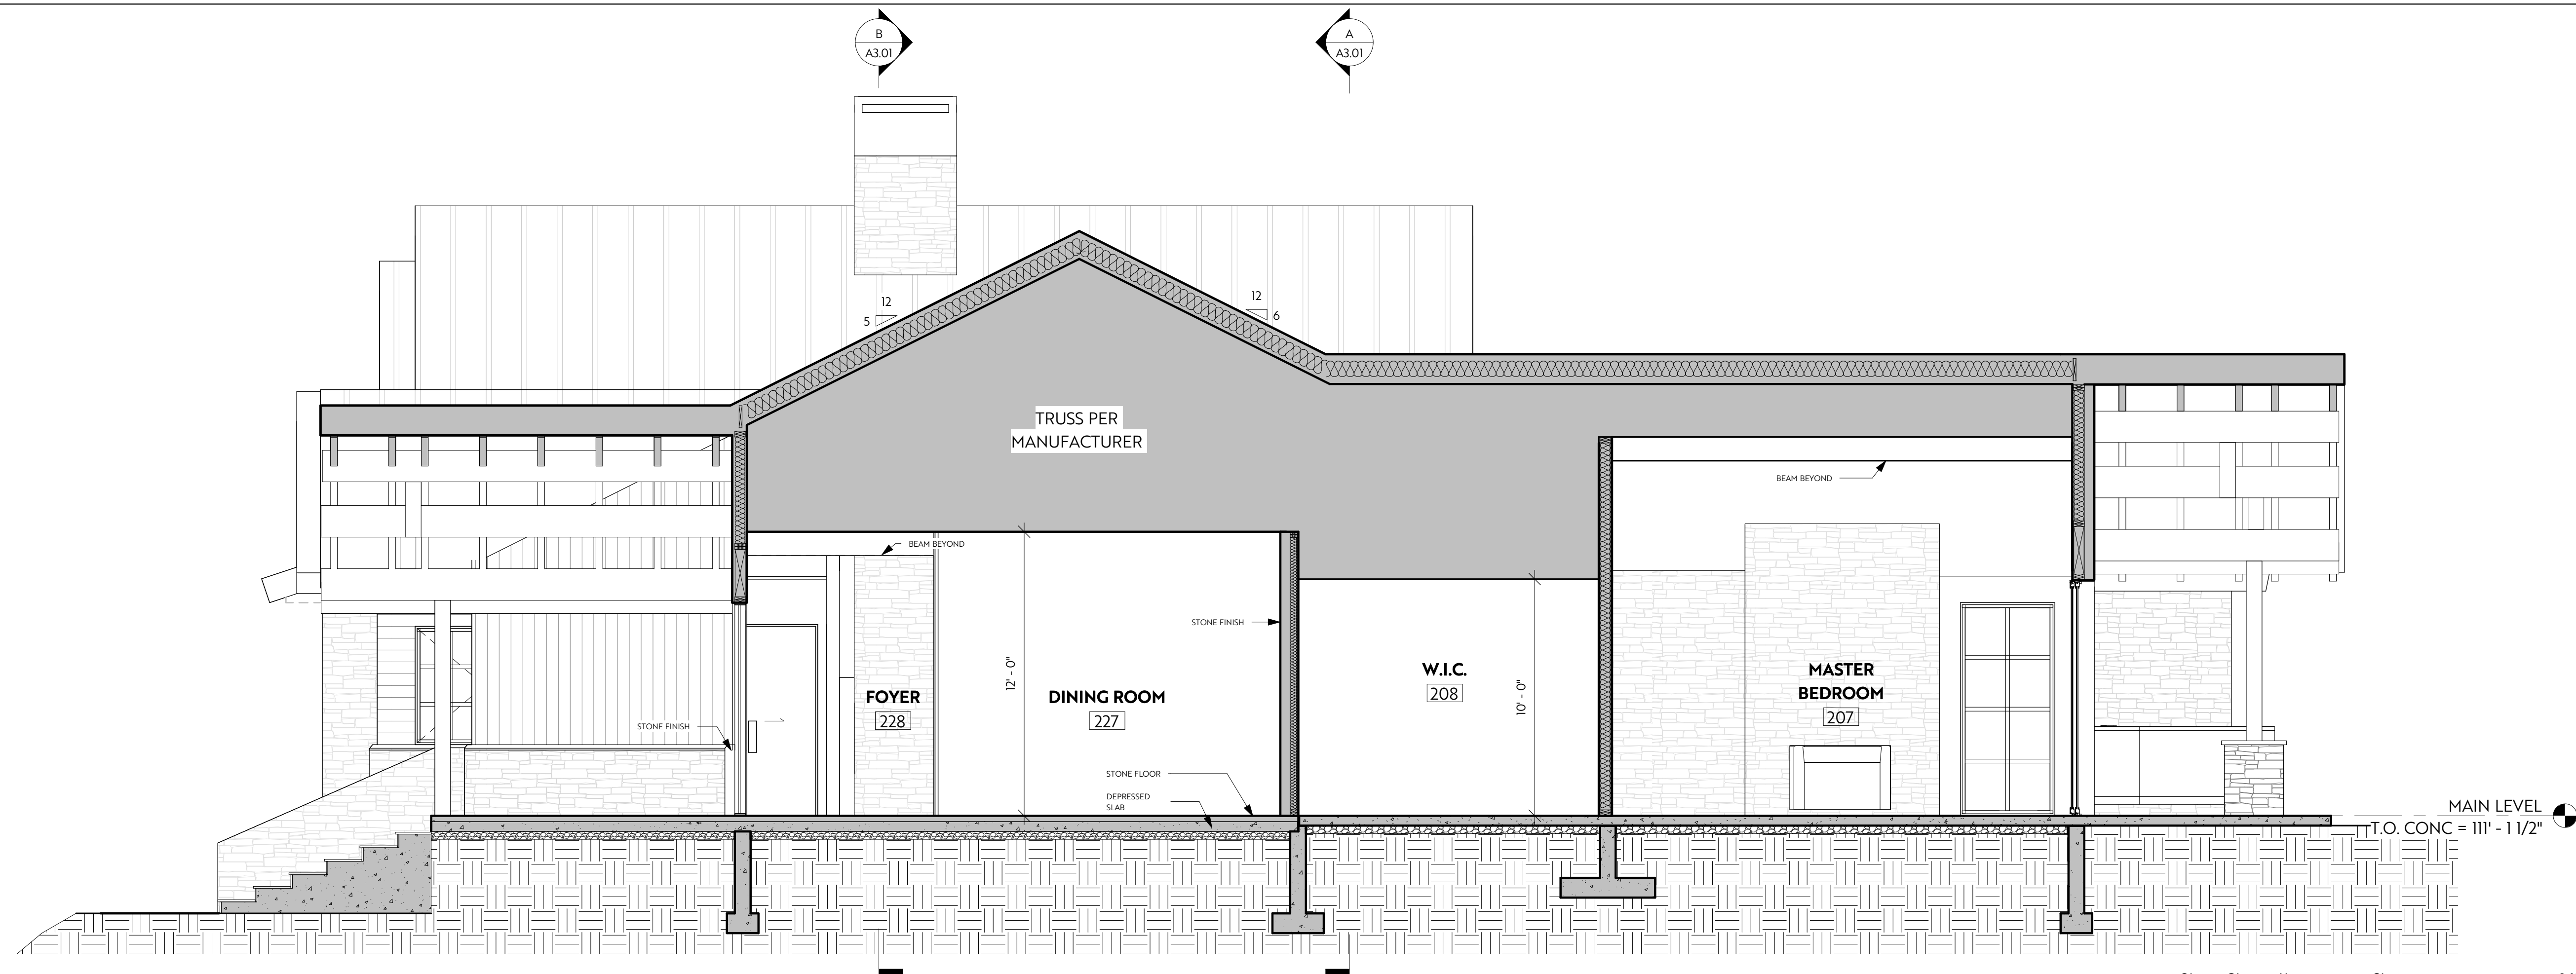 B
A3.01
A
A3.01
12
5
12
6
TRUSS PER
MANUFACTURER
BEAM BEYOND
BEAM BEYOND
STONE FINISH
12' - 0"
W.I.C.
208
10' - 0"
MASTER
BEDROOM
207
FOYER
228
DINING ROOM
227
STONE FINISH
STONE FLOOR
DEPRESSED
SLAB
MAIN LEVEL
T.O. CONC = 111' - 1 1/2"